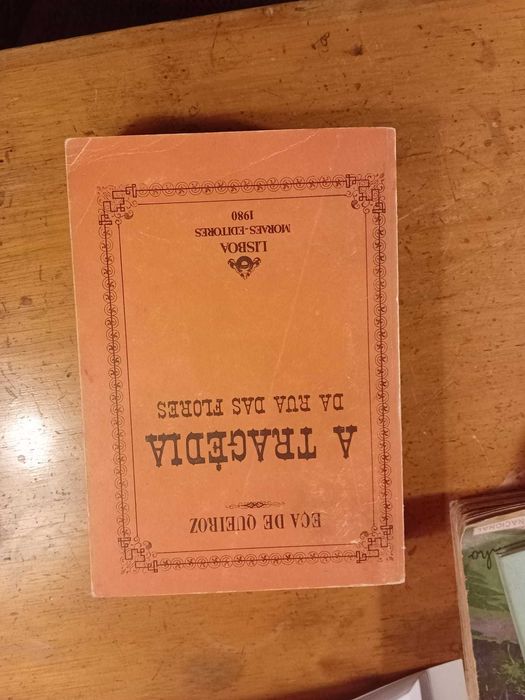 EÇA DE QUEIROZ
A TRAGÉDIA
DA RUA DAS FLORES
LISBOA
MORAES-EDITORES
1980